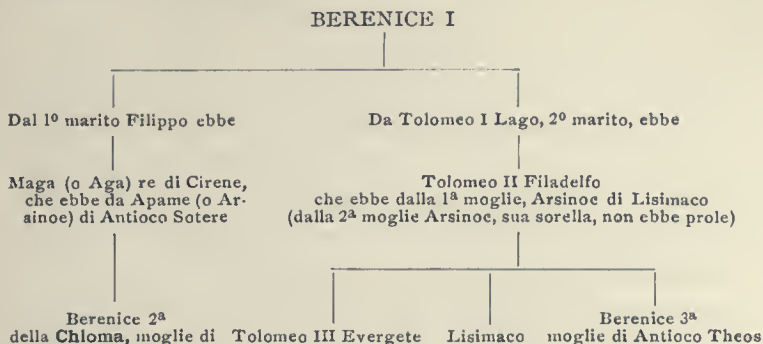 BERENICE I
Dal 1º marito Filippo ebbe
Da Tolomeo I Lago, 2º marito, ebbe
Maga (o Aga) re di Cirene,
che ebbe da Apame (o Ar-
sinoe) di Antioco Sotere
Tolomeo II Filadelfo
che ebbe dalla 1ª moglie, Arsinoe di Lisimaco
(dalla 2ª moglie Arsinoe, sua sorella, non ebbe prole)
Berenice 2ª
della Chloma, moglie di
Tolomeo III Evergete
Lisimaco
Berenice 3ª
moglie di Antioco Theos